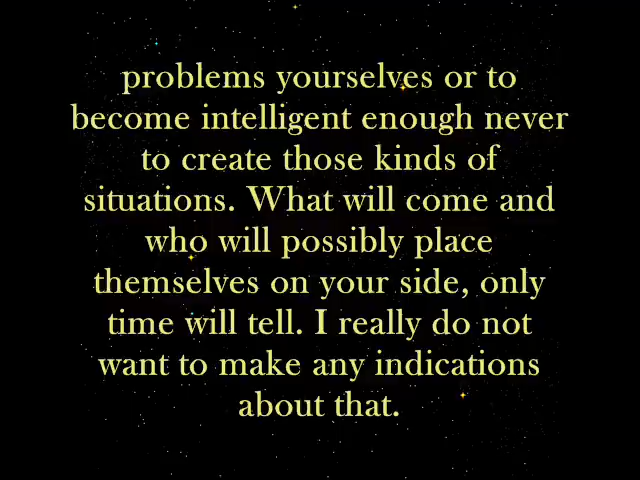 problems yourselves or to
become intelligent enough never
to create those kinds of
situations. What will come and
who will possibly place
themselves on your side, only
time will tell. I really do not
want to make any indications
about that.